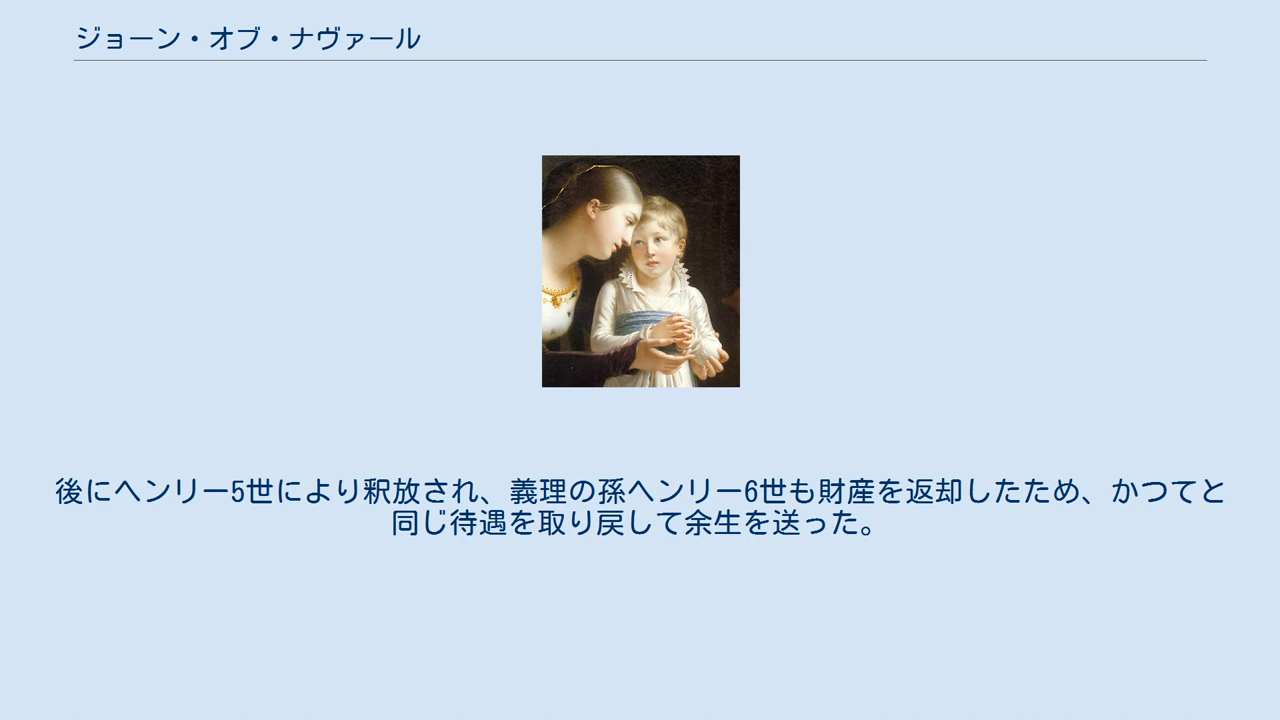 ジョーン・オブ・ナヴァール
後にヘンリー5世により釈放され、義理の孫ヘンリー6世も財産を返却したため、かつてと
同じ待遇を取り戻して余生を送った。